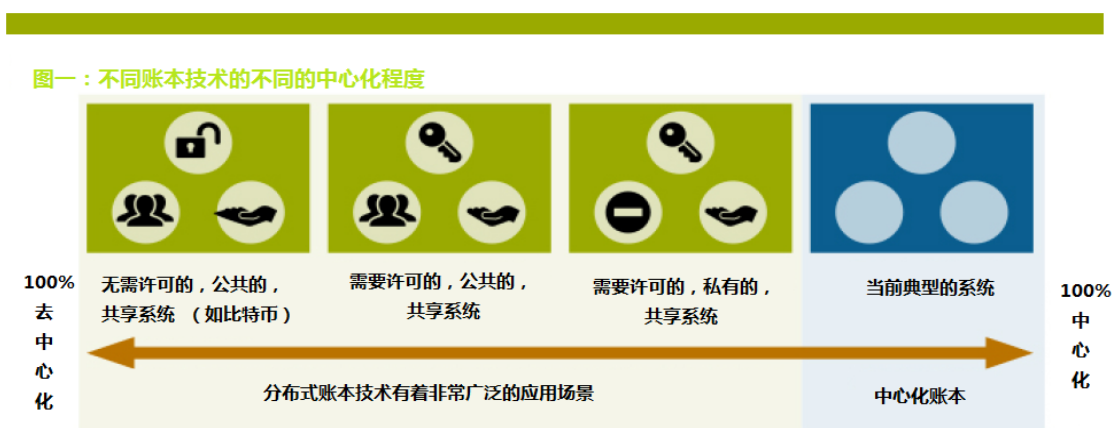 图一：不同账本技术的不同的中心化程度
100%
去
中
心
化
无需许可的，公共的，
共享系统 （如比特币）
需要许可的，公共的，
共享系统
需要许可的，私有的，
共享系统
当前典型的系统
100%
中
心
化
分布式账本技术有着非常广泛的应用场景
中心化账本